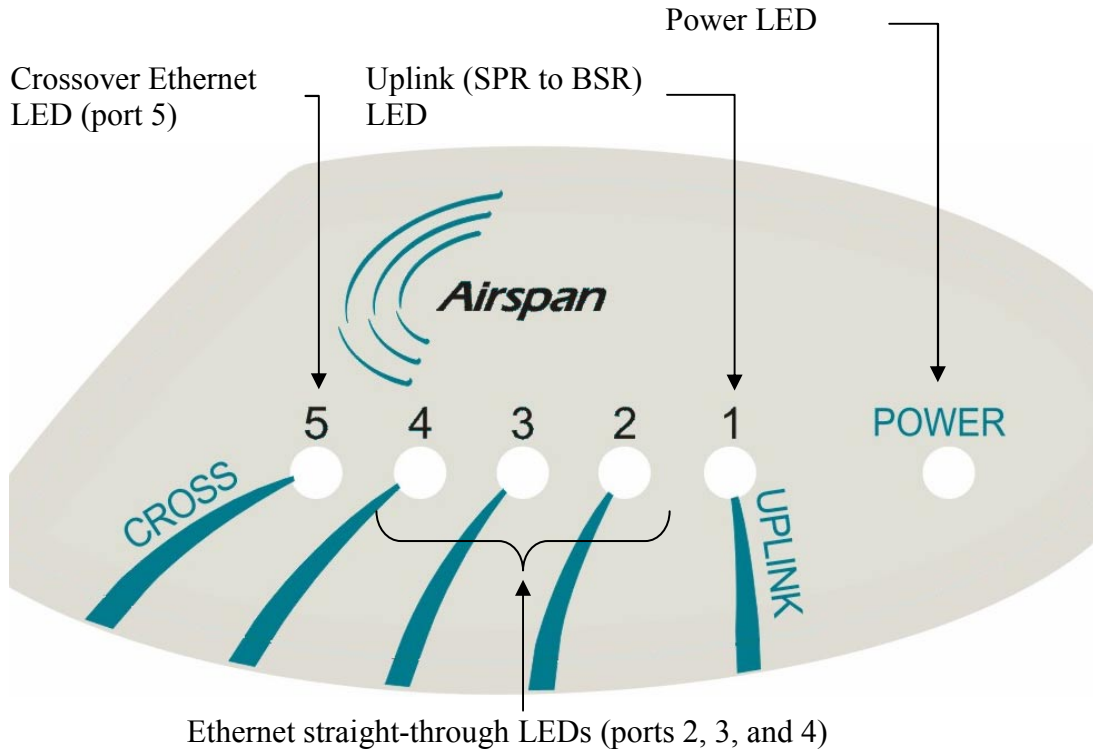 Power LED
Crossover Ethernet
LED (port 5)
Uplink (SPR to BSR)
LED
Airspan
5 4 3 2 1 POWER
CROSS
UPLINK
Ethernet straight-through LEDs (ports 2, 3, and 4)